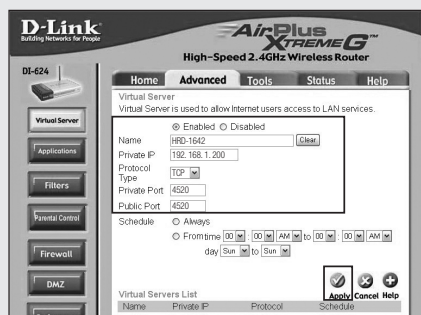 D-Link
Building Networks for People
AirPlus
XTREME G
High-Speed 2.4GHz Wireless Router
DI-624
Home Advanced Tools Status Help
Virtual Server
Virtual Server is used to allow Internet users access to LAN services.
Enabled Disabled
Name HRD-1642 Clear
Private IP 192.168.1.200
Protocol Type TCP
Private Port 4520
Public Port 4520
Schedule Always
From time 00 : 00 AM to 00 : 00 AM
day Sun to Sun
Apply Cancel Help
Virtual Servers List
Name Private IP Protocol Schedule
Virtual Server
Applications
Filters
Parental Control
Firewall
DMZ